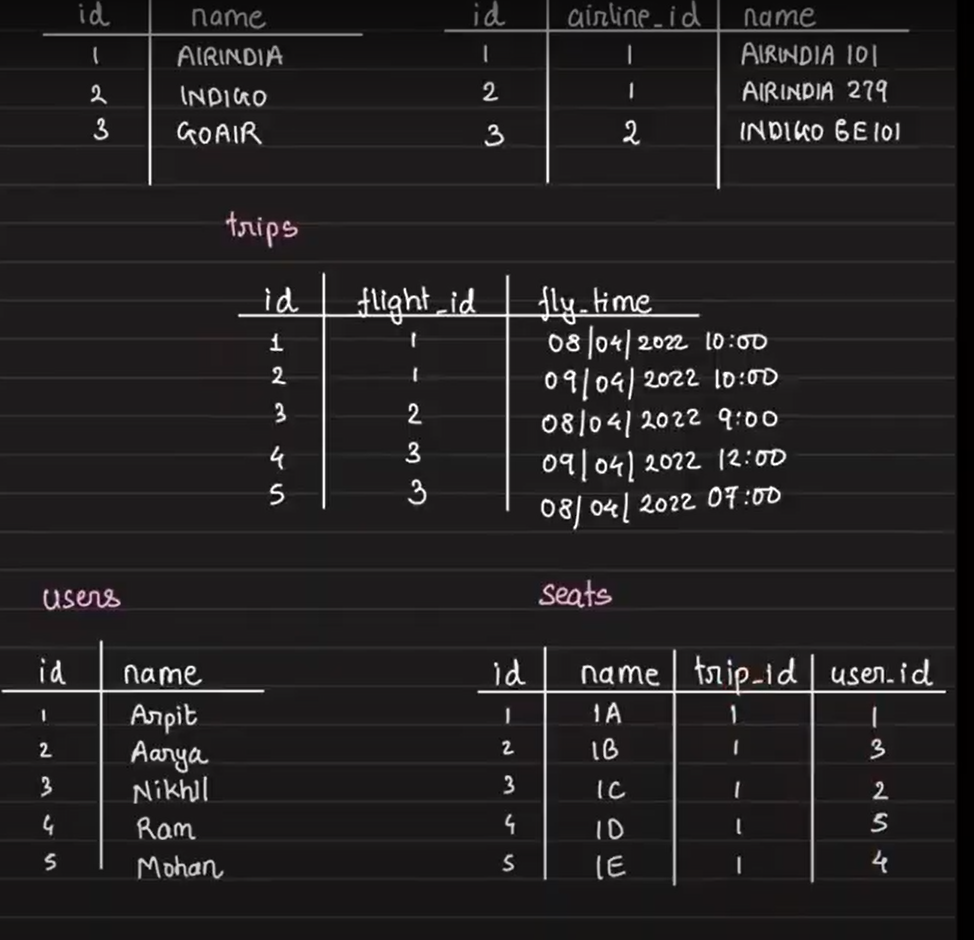 id name
1 AIRINDIA
2 INDIGO
3 GOAIR
id airline_id name
1 1 AIRINDIA 101
2 1 AIRINDIA 279
3 2 INDIGO 6E101
trips
id flight_id fly_time
1 1 08/04/2022 10:00
2 1 09/04/2022 10:00
3 2 08/04/2022 9:00
4 3 09/04/2022 12:00
5 3 08/04/2022 07:00
users
id name
1 Arpit
2 Aarya
3 Nikhil
4 Ram
5 Mohan
seats
id name trip_id user_id
1 1A 1 1
2 1B 1 3
3 1C 1 2
4 1D 1 5
5 1E 1 4